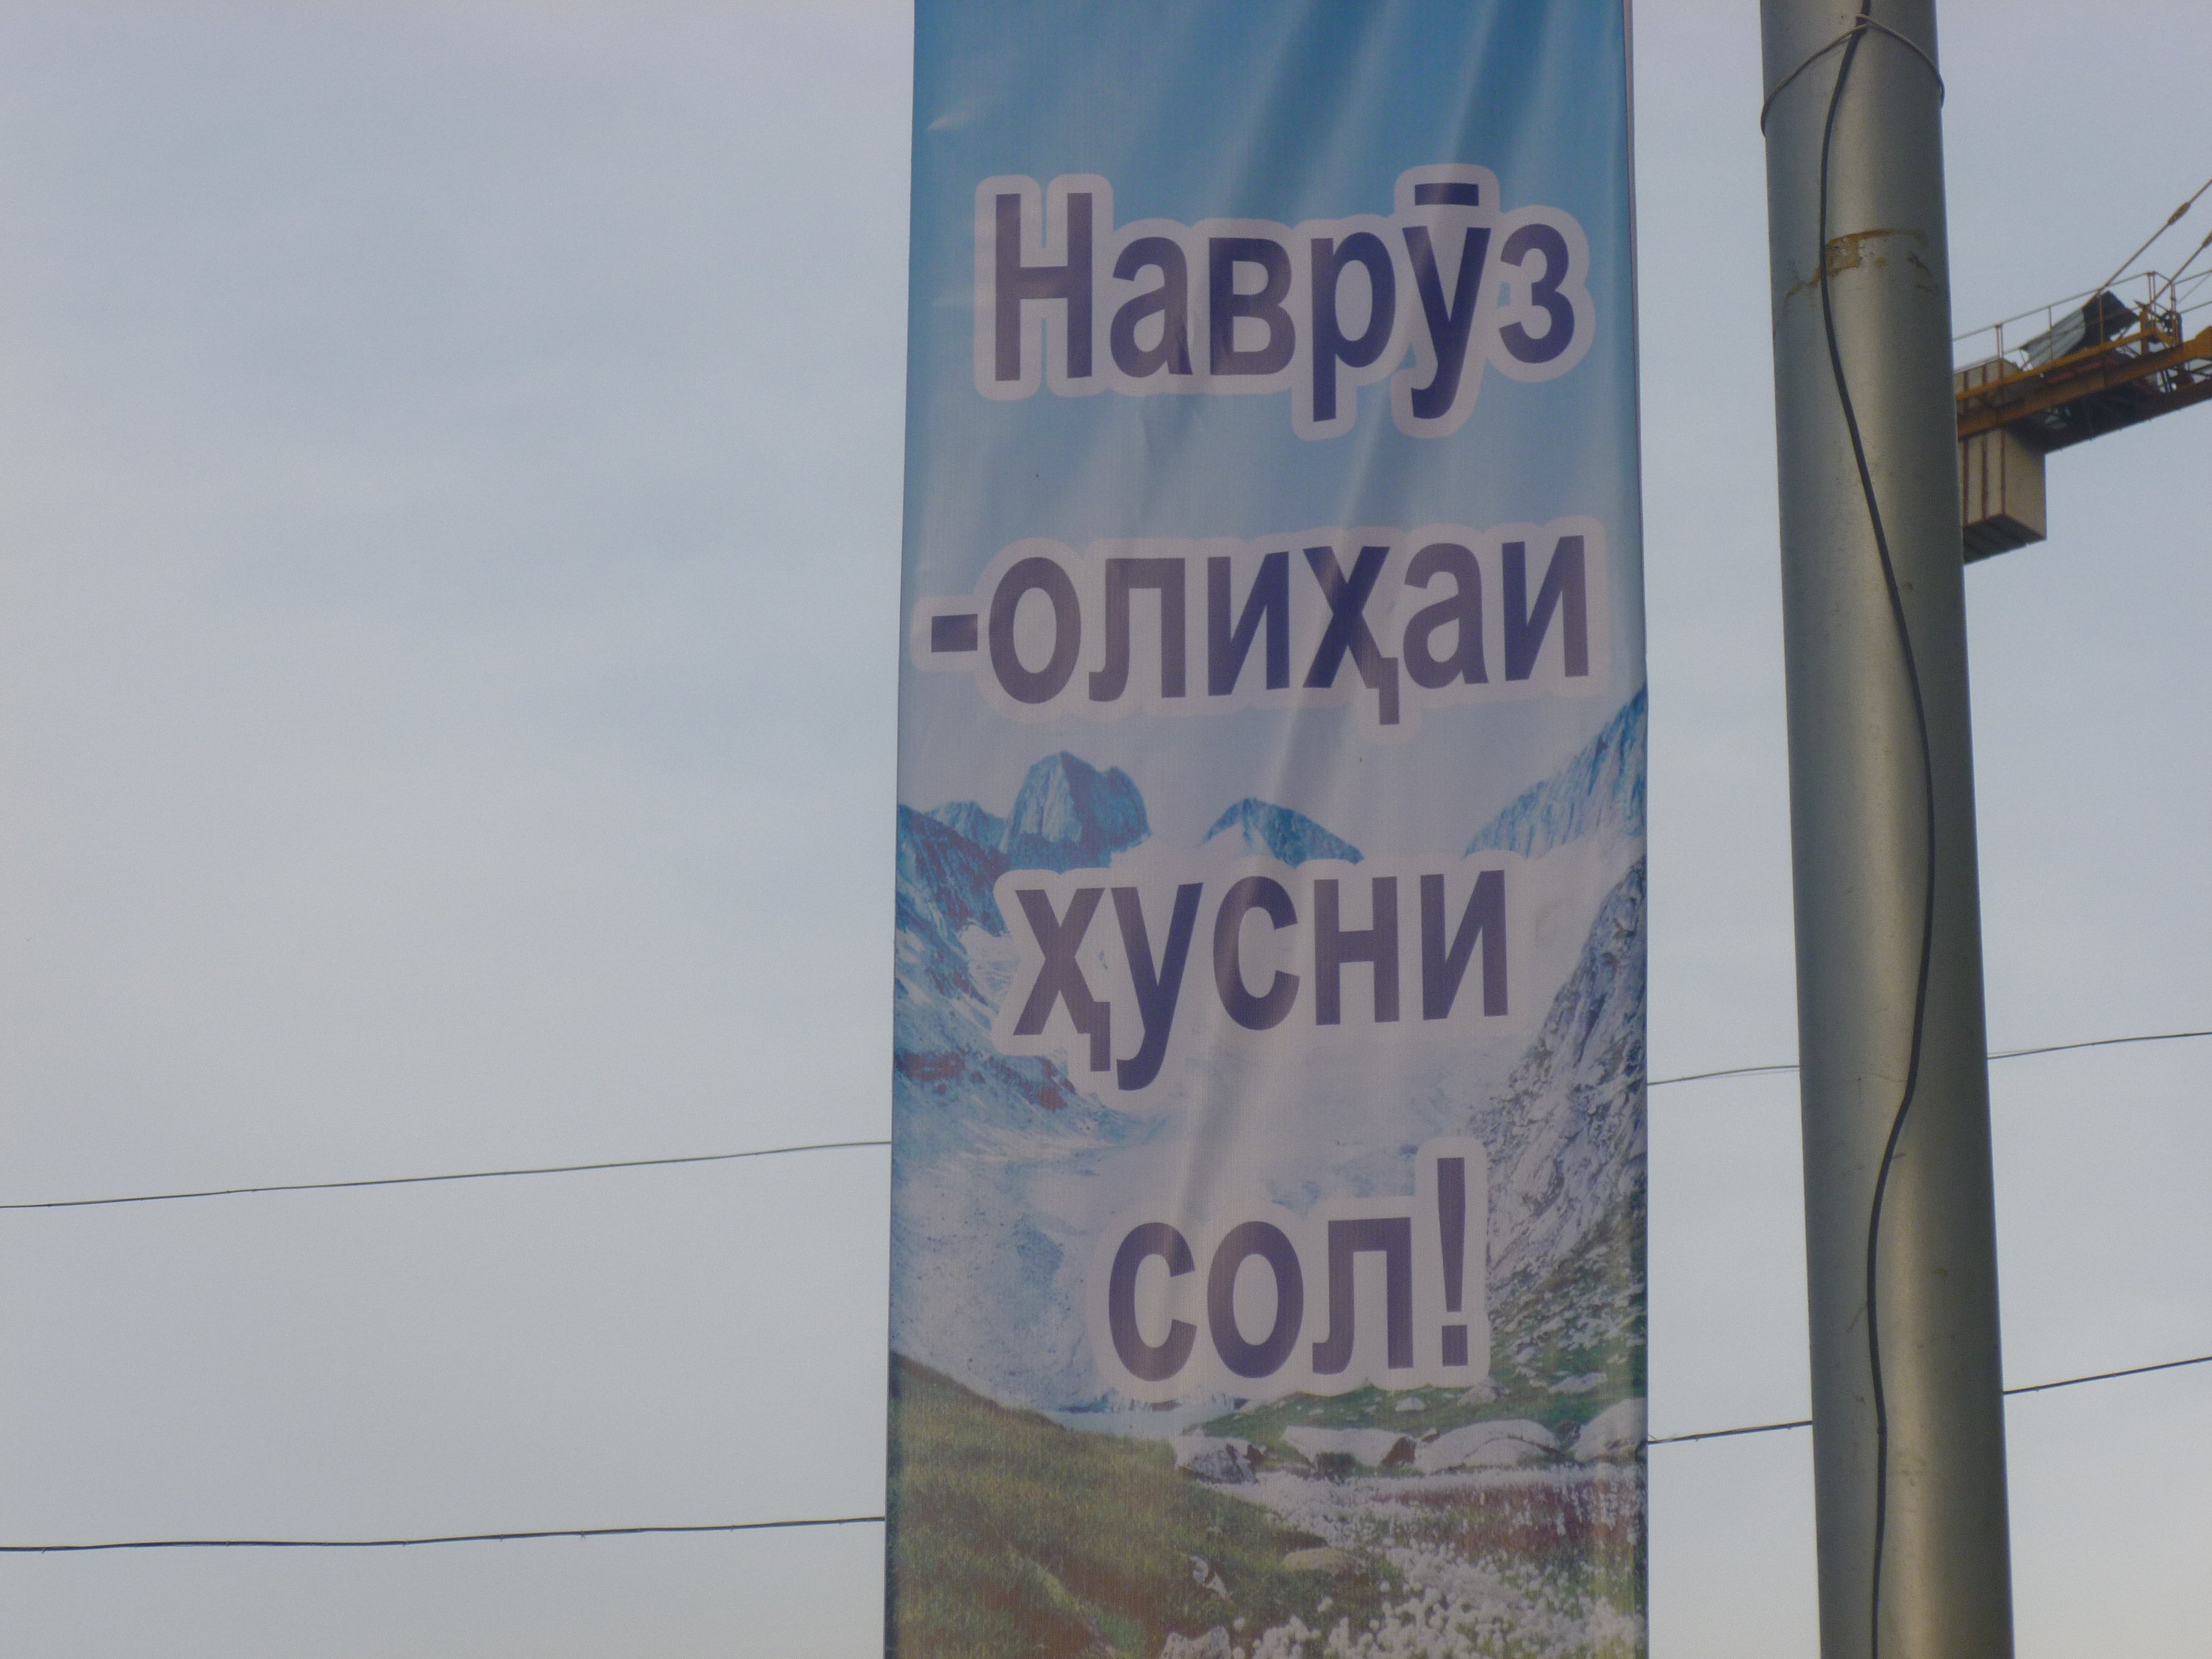 Наврӯз
-олиҳаи
ҳусни
сол!